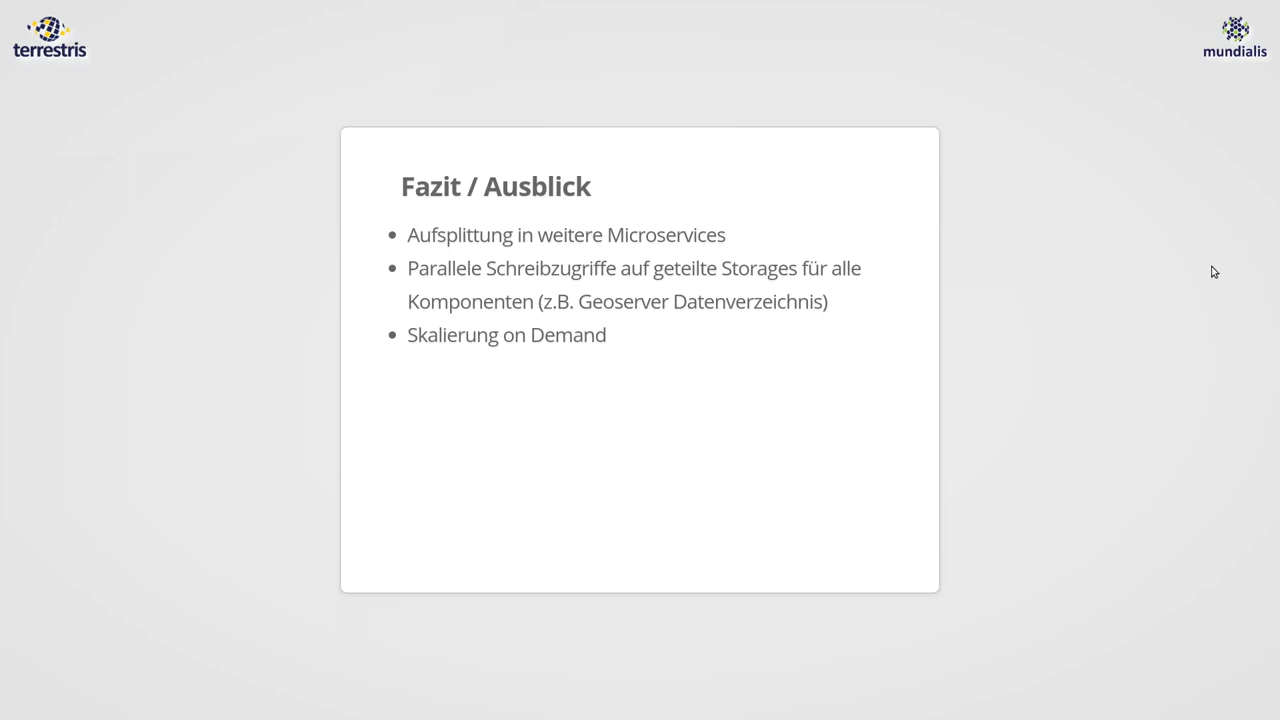 terrestris
mundialis
Fazit / Ausblick
• Aufsplittung in weitere Microservices
• Parallele Schreibzugriffe auf geteilte Storages für alle
Komponenten (z.B. Geoserver Datenverzeichnis)
• Skalierung on Demand